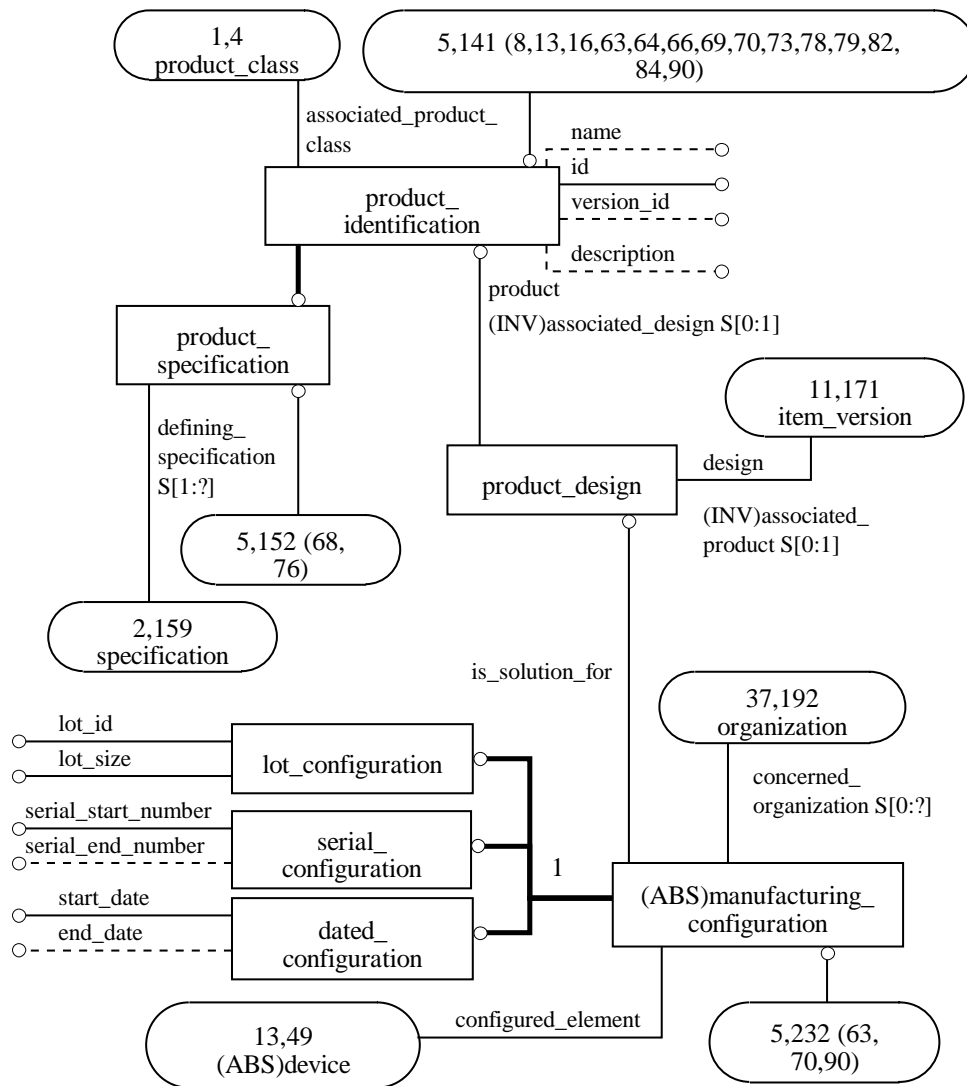 1,4
product_class
5,141 (8,13,16,63,64,66,69,70,73,78,79,82,
84,90)
associated_product_
class
name
id
version_id
description
product_
identification
product
(INV)associated_design S[0:1]
product_
specification
11,171
item_version
defining_
specification
S[1:?]
design
product_design
(INV)associated_
product S[0:1]
5,152 (68,
76)
2,159
specification
is_solution_for
37,192
organization
lot_id
lot_size
lot_configuration
concerned_
organization S[0:?]
serial_start_number
serial_end_number
serial_
configuration
1
start_date
end_date
dated_
configuration
(ABS)manufacturing_
configuration
configured_element
13,49
(ABS)device
5,232 (63,
70,90)